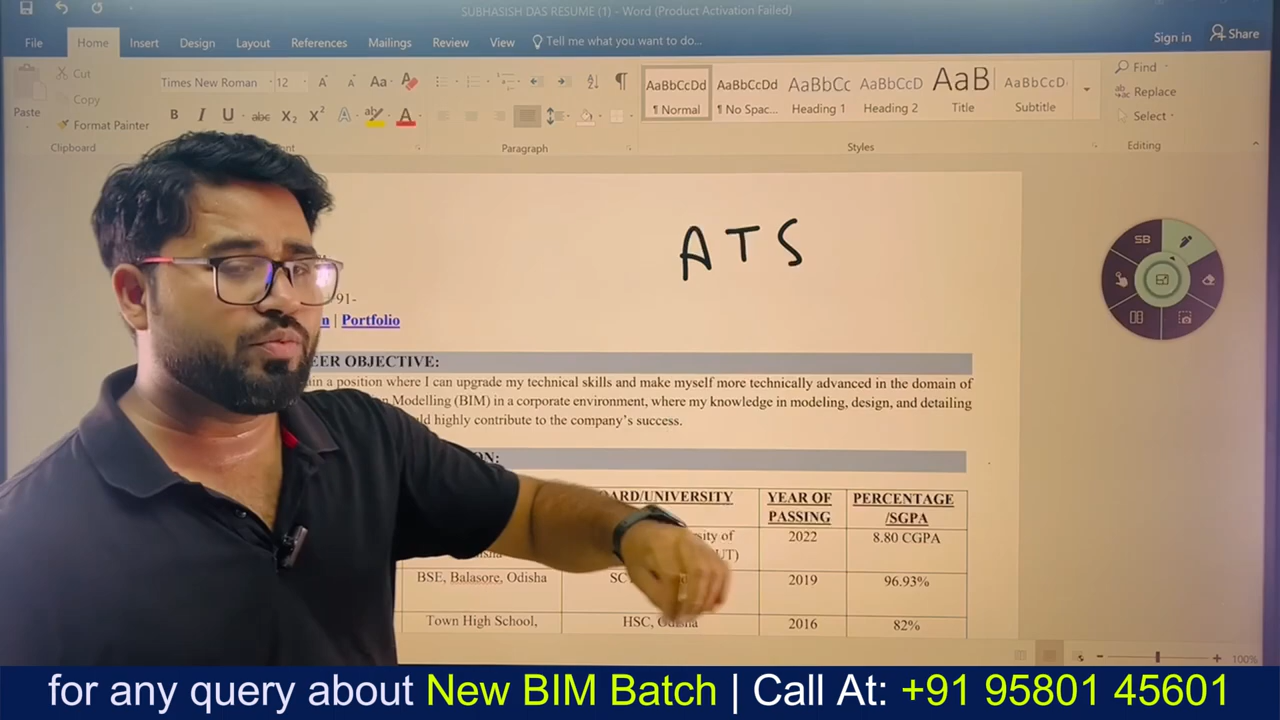 SUBHASISH DAS RESUME (1) - Word (Product Activation Failed)
File Home Insert Design Layout References Mailings Review View Tell me what you want to do... Sign in Share
Cut
Copy
Paste
Format Painter
Clipboard
Times New Roman 12
Paragraph
AaBbCcDd AaBbCcDd AaBbCc AaBbCcD AaB AaBbCcD
¶ Normal ¶ No Spac... Heading 1 Heading 2 Title Subtitle
Styles
Find
Replace
Select
Editing
ATS
SB
91-
| Portfolio
OBJECTIVE:
a position where I can upgrade my technical skills and make myself more technically advanced in the domain of
Modelling (BIM) in a corporate environment, where my knowledge in modeling, design, and detailing
highly contribute to the company's success.
YEAR OF PASSING PERCENTAGE /SGPA
2022 8.80 CGPA
BSE, Balasore, Odisha 2019 96.93%
Town High School, HSC, Odisha 2016 82%
100%
for any query about New BIM Batch | Call At: +91 95801 45601